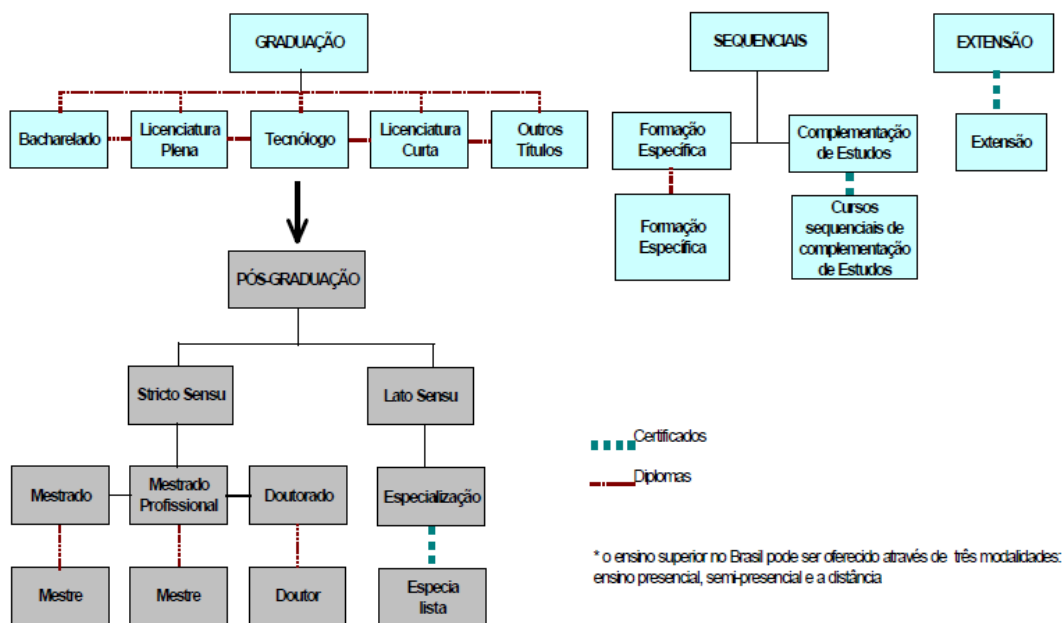 GRADUAÇÃO
SEQUENCIAIS
EXTENSÃO
Bacharelado
Licenciatura
Plena
Tecnólogo
Licenciatura
Curta
Outros
Títulos
Formação
Específica
Complementação
de Estudos
Extensão
Formação
Específica
Cursos
sequenciais de
complementação
de Estudos
PÓS-GRADUAÇÃO
Stricto Sensu
Lato Sensu
Certificados
Diplomas
Mestrado
Mestrado
Profissional
Doutorado
Especialização
* o ensino superior no Brasil pode ser oferecido através de três modalidades:
ensino presencial, semi-presencial e a distância
Mestre
Mestre
Doutor
Especia
lista